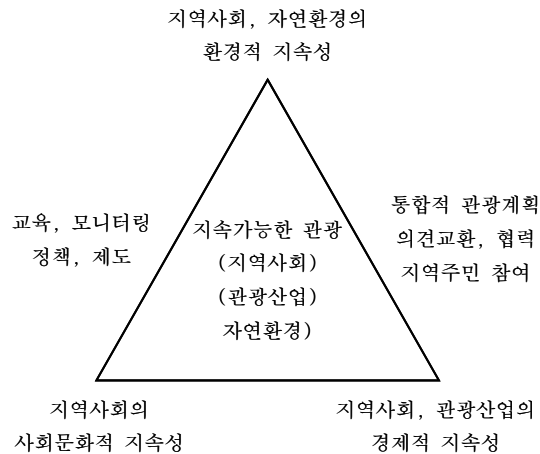 지역사회, 자연환경의
환경적 지속성
교육, 모니터링
정책, 제도
지속가능한 관광
(지역사회)
(관광산업)
자연환경)
통합적 관광계획
의견교환, 협력
지역주민 참여
지역사회의
사회문화적 지속성
지역사회, 관광산업의
경제적 지속성